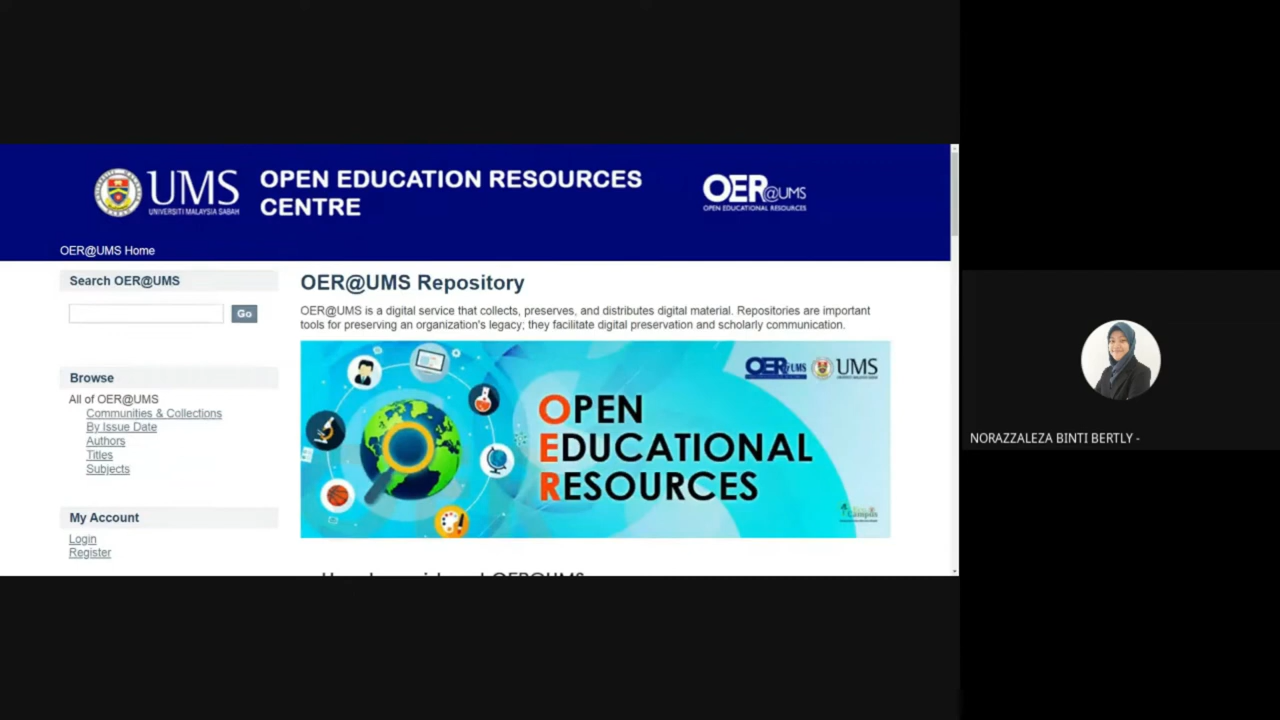 UMS
UNIVERSITI MALAYSIA SABAH
OPEN EDUCATION RESOURCES
CENTRE
OER@UMS
OPEN EDUCATIONAL RESOURCES
OER@UMS Home
Search OER@UMS
Go
Browse
All of OER@UMS
Communities & Collections
By Issue Date
Authors
Titles
Subjects
My Account
Login
Register
OER@UMS Repository
OER@UMS is a digital service that collects, preserves, and distributes digital material. Repositories are important
tools for preserving an organization's legacy; they facilitate digital preservation and scholarly communication.
OER@UMS
UMS
OPEN
EDUCATIONAL
RESOURCES
NORAZZALEZA BINTI BERTLY -